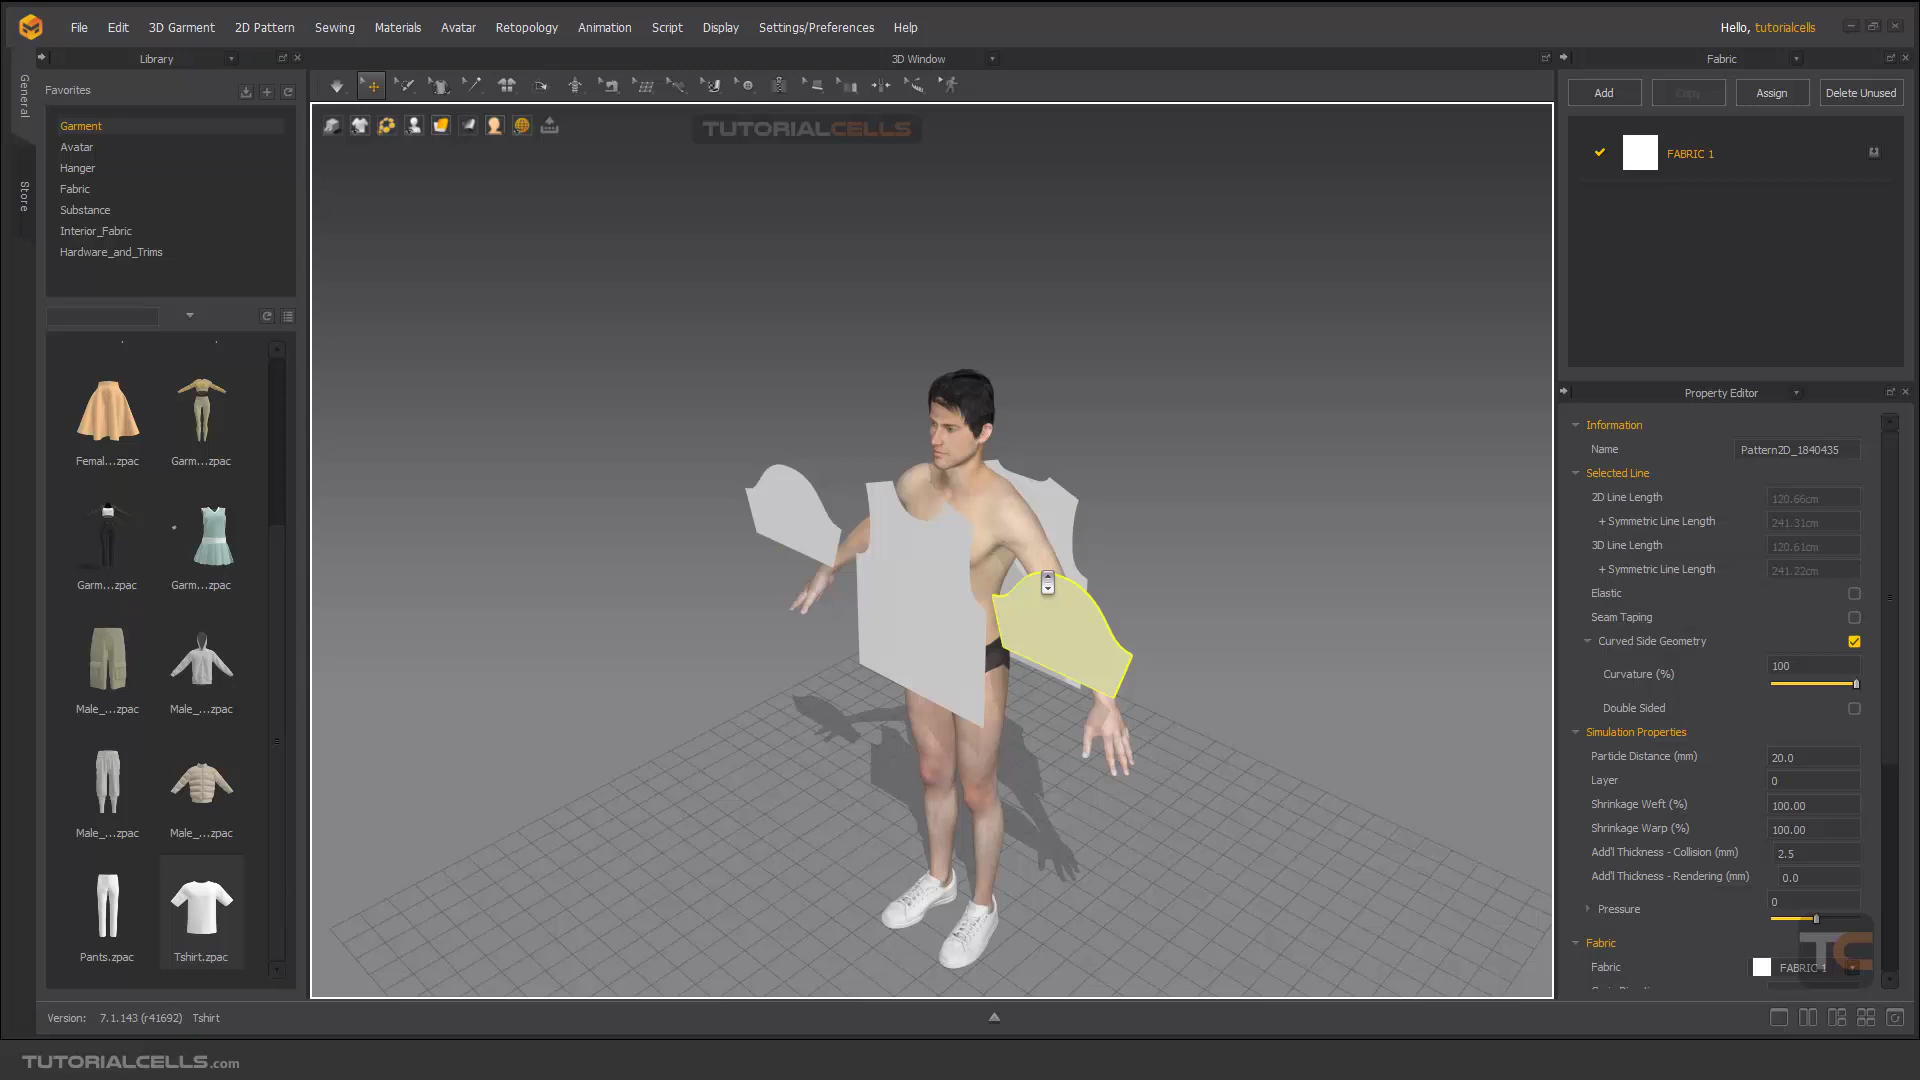 File Edit 3D Garment 2D Pattern Sewing Materials Avatar Retopology Animation Script Display Settings/Preferences Help
Hello, tutorialcells
Library
3D Window
Fabric
General
Store
Favorites
Garment
Avatar
Hanger
Fabric
Substance
Interior_Fabric
Hardware_and_Trims
Femal...zpac
Garm...zpac
Garm...zpac
Garm...zpac
Male_...zpac
Male_...zpac
Male_...zpac
Male_...zpac
Pants.zpac
Tshirt.zpac
TUTORIALCELLS
Add
Copy
Assign
Delete Unused
FABRIC 1
Property Editor
Information
Name Pattern2D_1840435
Selected Line
2D Line Length 120.66cm
+ Symmetric Line Length 241.31cm
3D Line Length 120.61cm
+ Symmetric Line Length 241.22cm
Elastic
Seam Taping
Curved Side Geometry
Curvature (%) 100
Double Sided
Simulation Properties
Particle Distance (mm) 20.0
Layer 0
Shrinkage Weft (%) 100.00
Shrinkage Warp (%) 100.00
Add'l Thickness - Collision (mm) 2.5
Add'l Thickness - Rendering (mm) 0.0
Pressure 0
Fabric
Fabric FABRIC 1
TC
Version: 7.1.143 (r41692) Tshirt
TUTORIALCELLS.com